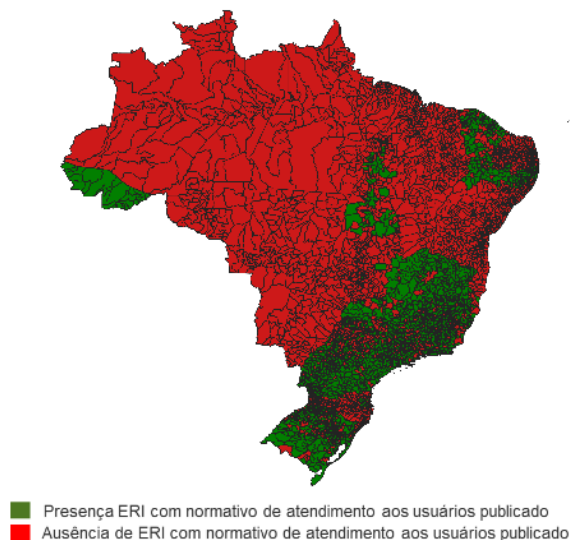 Presença ERI com normativo de atendimento aos usuários publicado
Ausência de ERI com normativo de atendimento aos usuários publicado